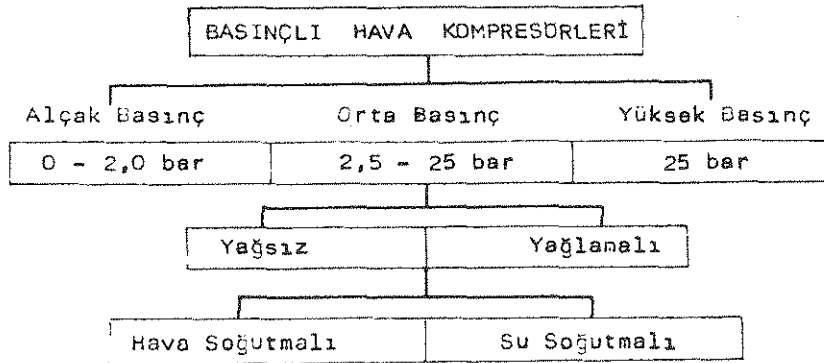 BASINÇLI HAVA KOMPRESÖRLERİ
Alçak Basınç Orta Basınç Yüksek Basınç
0 - 2,0 bar 2,5 - 25 bar 25 bar
Yağsız Yağlamalı
Hava Soğutmalı Su Soğutmalı